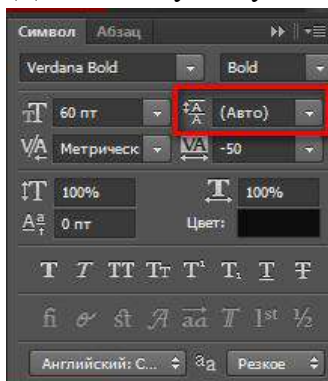 Символ Абзац
Verdana Bold Bold
60 пт (Авто)
Метрическ -50
100% 100%
0 пт Цвет:
T T TT Tт T¹ T₁ T Ŧ
fi st A aa T 1st ½
Английский: С... aa Резкое